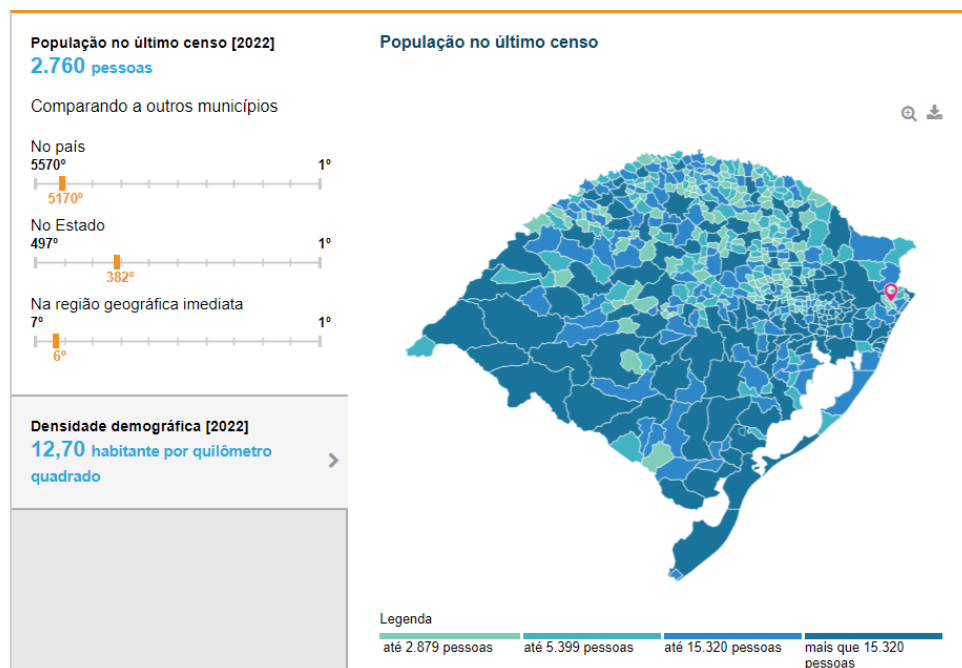 População no último censo [2022]
2.760 pessoas
Comparando a outros municípios
No país
5570º 1º
5170º
No Estado
497º 1º
382º
Na região geográfica imediata
7º 1º
6º
Densidade demográfica [2022]
12,70 habitante por quilômetro
quadrado
População no último censo
Legenda
até 2.879 pessoas
até 5.399 pessoas
até 15.320 pessoas
mais que 15.320
pessoas